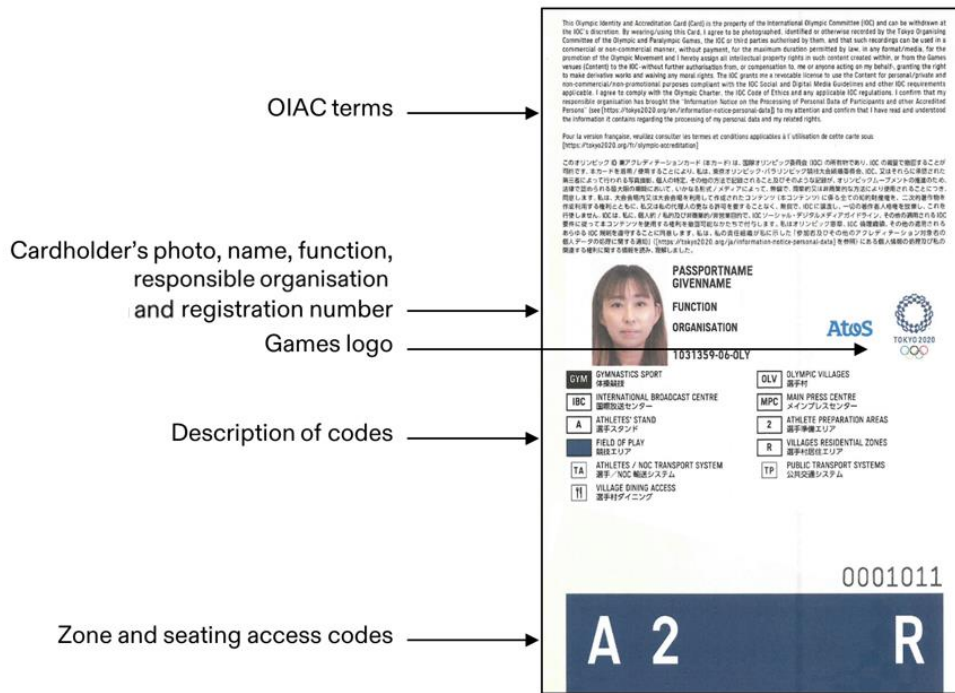 This Olympic Identity and Accreditation Card (Card) is the property of the International Olympic Committee (IOC) and can be withdrawn at
the IOC's discretion. By wearing/using this Card, I agree to be photographed, identified or otherwise recorded by the Tokyo Organising
Committee of the Olympic and Paralympic Games, the IOC or third parties authorised by them, and that such recordings can be used in a
commercial or non-commercial manner, without payment, for the maximum duration permitted by law, in any format/media, for the
promotion of the Olympic Movement and I hereby assign all intellectual property rights in such content created within, or from the Games
venues (Content) to the IOC without further authorisation from, or compensation to, me or anyone acting on my behalf, granting the right
to make derivative works and waiving any moral rights. The IOC grants me a revocable license to use the Content for personal/private and
non-commercial/non-promotional purposes compliant with the IOC Social and Digital Media Guidelines and other IOC requirements
applicable. I agree to comply with the Olympic Charter, the IOC Code of Ethics and any applicable IOC regulations. I confirm that my
responsible organisation has brought the "Information Notice on the Processing of Personal Data of Participants and other Accredited
Persons" (see [https://tokyo2020.org/en/information-notice-personal-data]) to my attention and confirm that I have read and understood
the information it contains regarding the processing of my personal data and my related rights.
Pour la version française, veuillez consulter les termes et conditions applicables à l'utilisation de cette carte sous
[https://tokyo2020.org/fr/olympic-accreditation]
OIAC terms
Cardholder's photo, name, function,
responsible organisation
and registration number
Games logo
Description of codes
Zone and seating access codes
PASSPORTNAME
GIVENNAME
FUNCTION
ORGANISATION
1031359-06-OLY
Atos
TOKYO 2020
GYM GYMNASTICS SPORT
体操競技
OLV OLYMPIC VILLAGES
選手村
IBC INTERNATIONAL BROADCAST CENTRE
国際放送センター
MPC MAIN PRESS CENTRE
メインプレスセンター
A ATHLETES' STAND
選手スタンド
2 ATHLETE PREPARATION AREAS
選手準備エリア
FIELD OF PLAY
競技エリア
R VILLAGES RESIDENTIAL ZONES
選手村居住エリア
TA ATHLETES / NOC TRANSPORT SYSTEM
選手/NOC 輸送システム
TP PUBLIC TRANSPORT SYSTEMS
公共交通システム
VILLAGE DINING ACCESS
選手村ダイニング
0001011
A 2 R